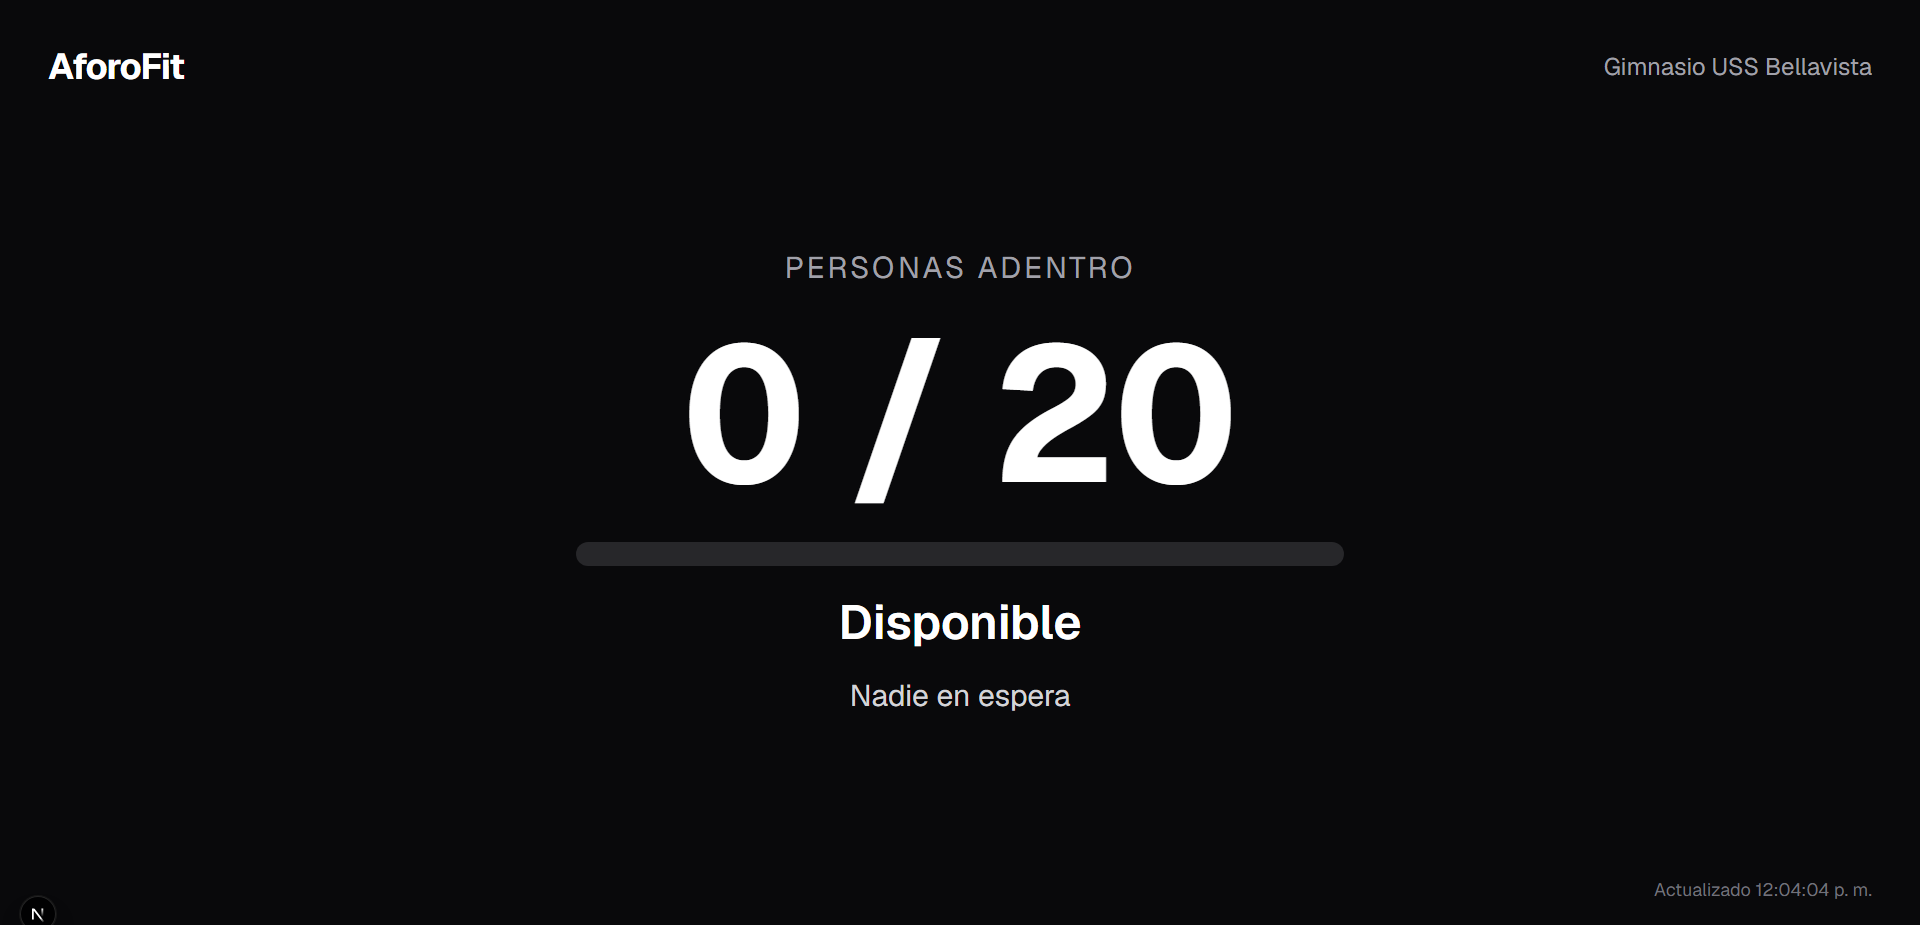 AforoFit
Gimnasio USS Bellavista
PERSONAS ADENTRO
0 / 20
Disponible
Nadie en espera
Actualizado 12:04:04 p. m.
N